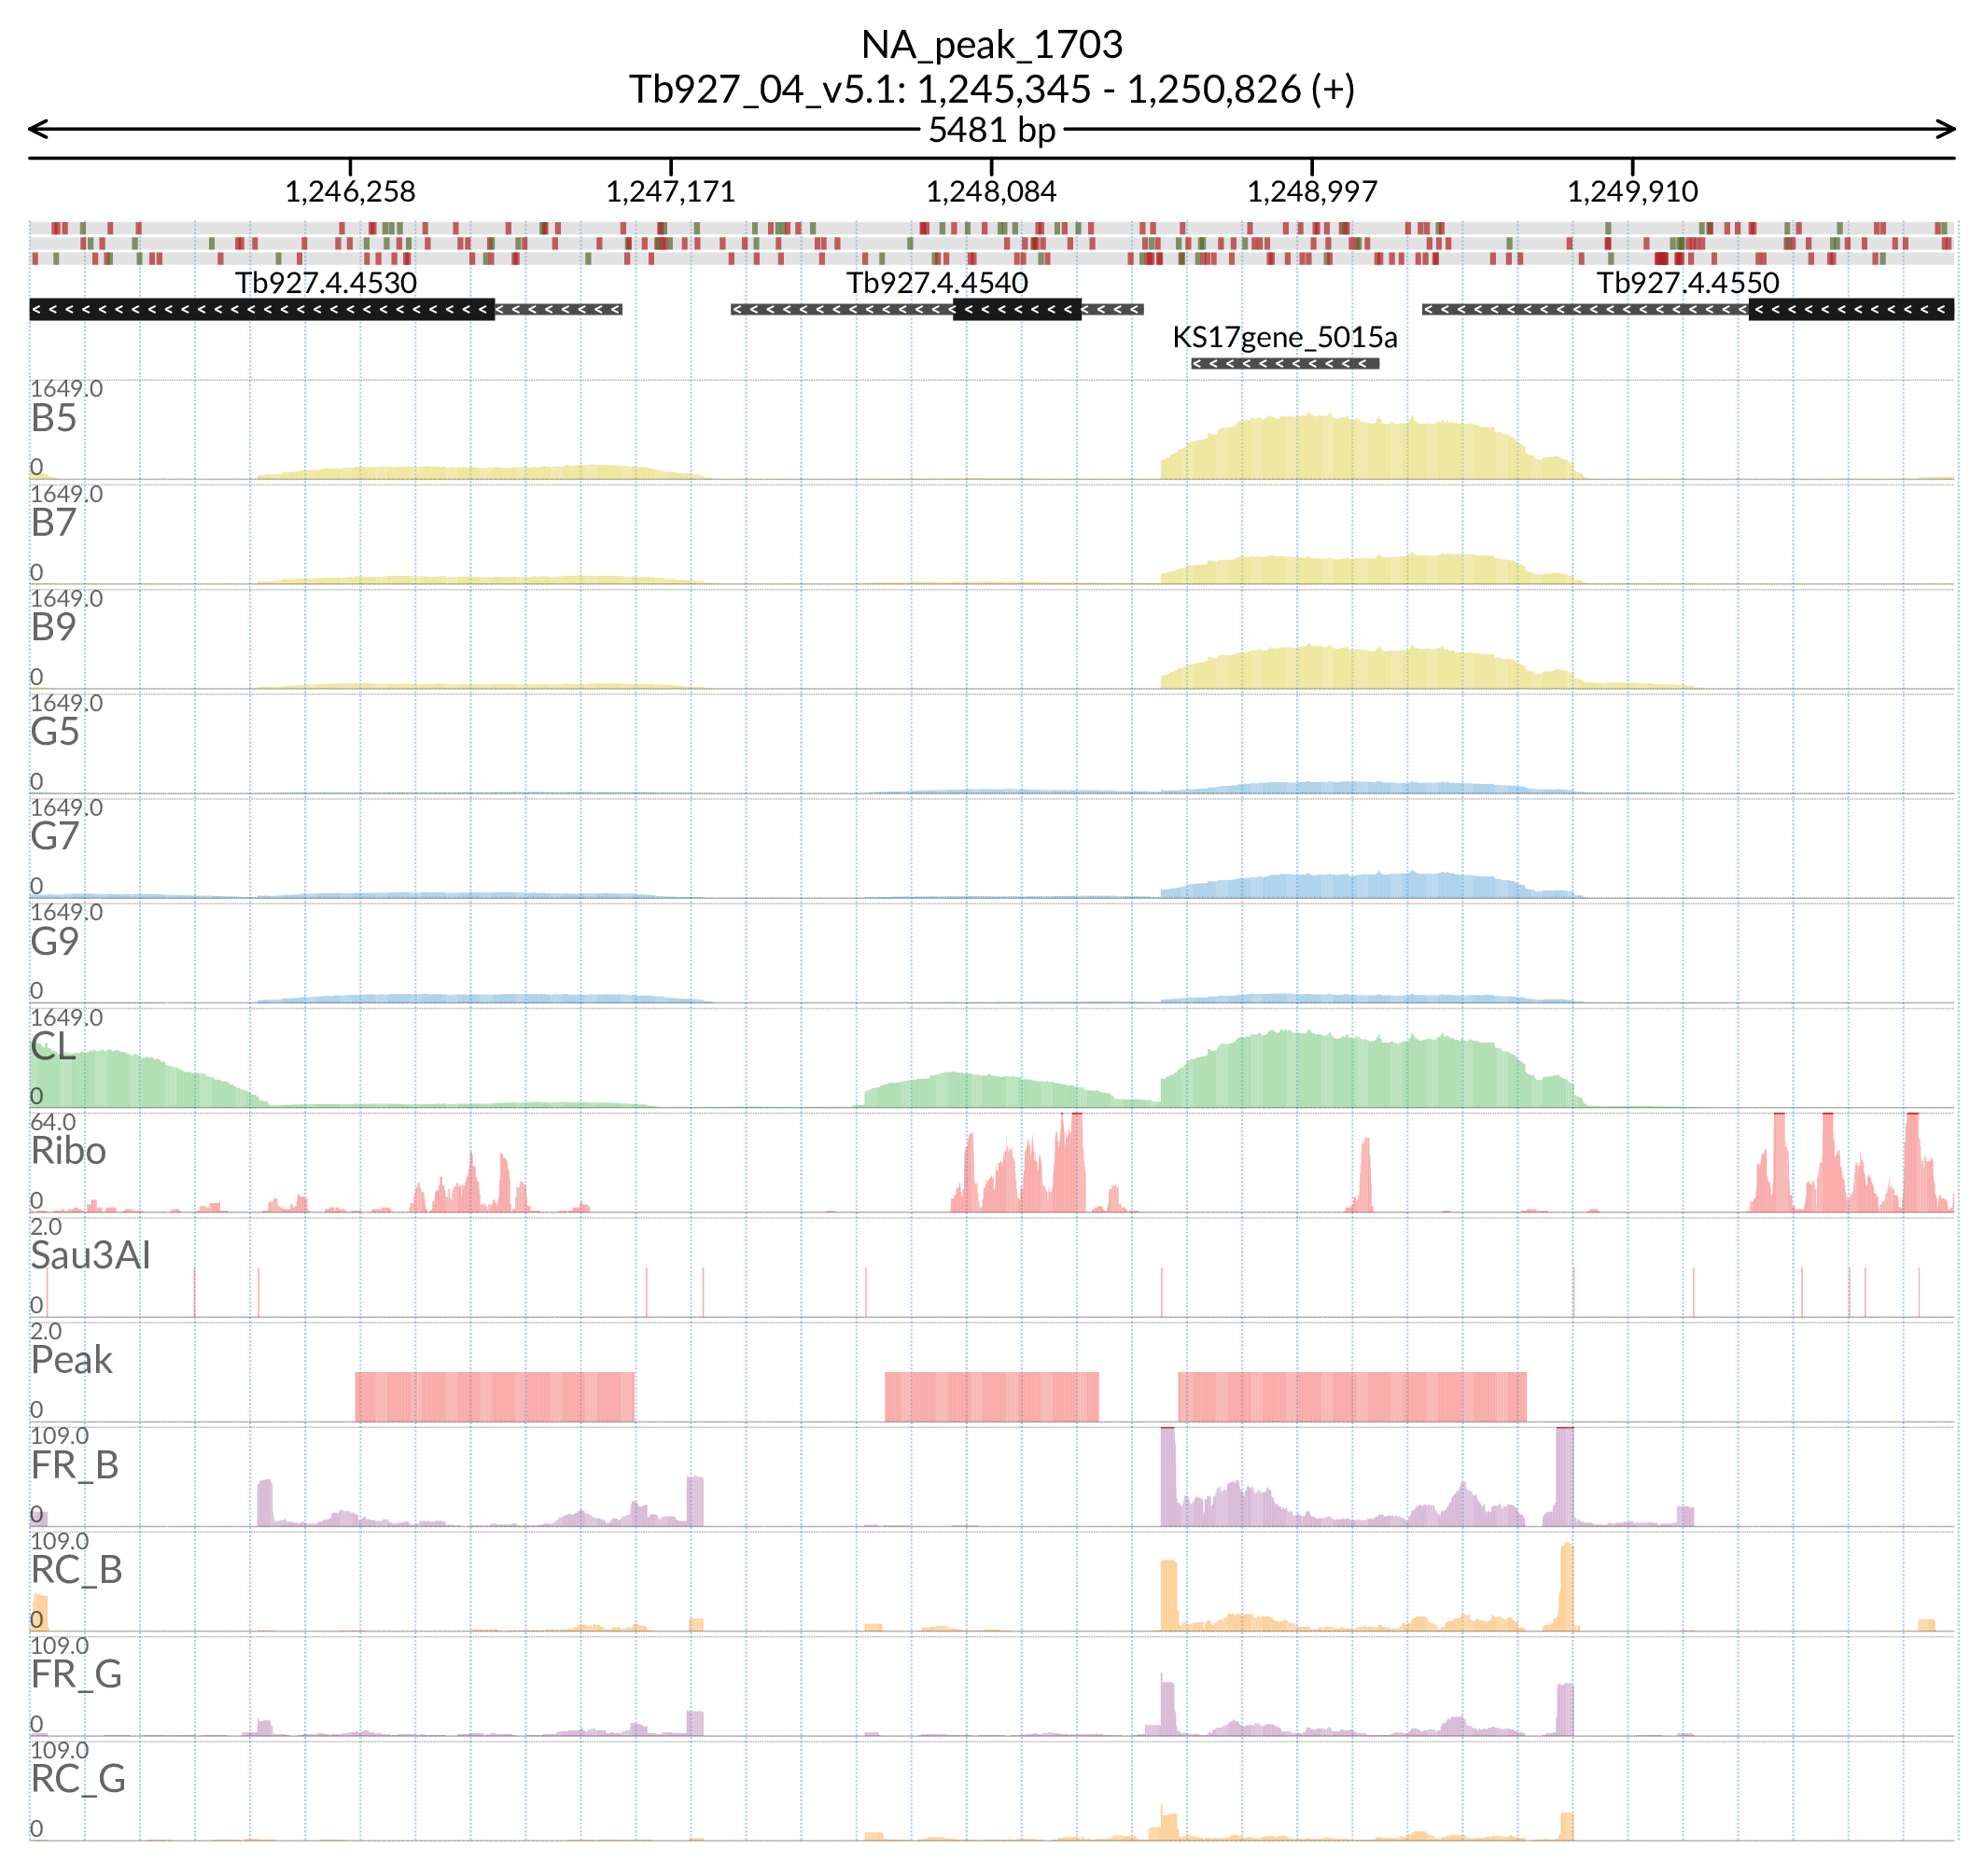 NA_peak_1703
Tb927_04_v5.1: 1,245,345 - 1,250,826 (+)
5481 bp
1,246,258 1,247,171 1,248,084 1,248,997 1,249,910
Tb927.4.4530 Tb927.4.4540 Tb927.4.4550
KS17gene_5015a
1649.0
B5
0
1649.0
B7
0
1649.0
B9
0
1649.0
G5
0
1649.0
G7
0
1649.0
G9
0
1649.0
CL
0
64.0
Ribo
0
2.0
Sau3AI
0
2.0
Peak
0
109.0
FR_B
0
109.0
RC_B
0
109.0
FR_G
0
109.0
RC_G
0